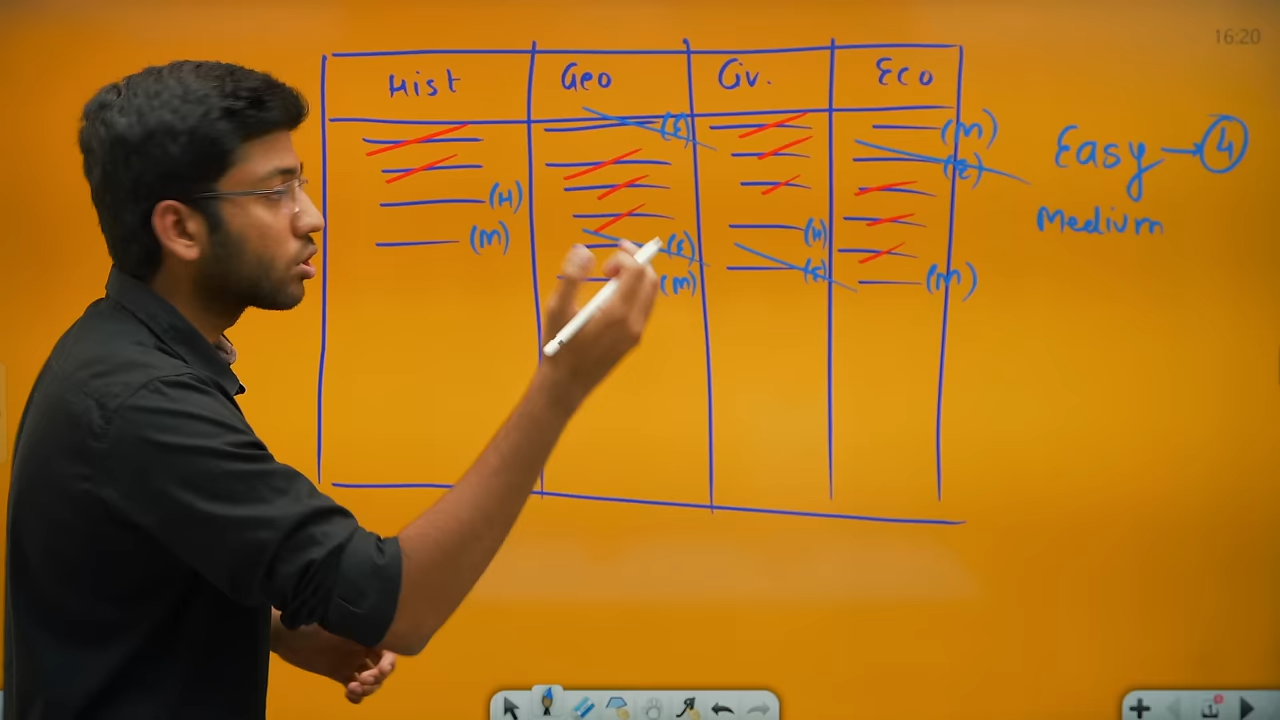 16:20
Hist Geo Civ. Eco
(E) (M)
(E)
(H)
(M) (E) (H)
(M) (E) (M)
Easy → 4
Medium